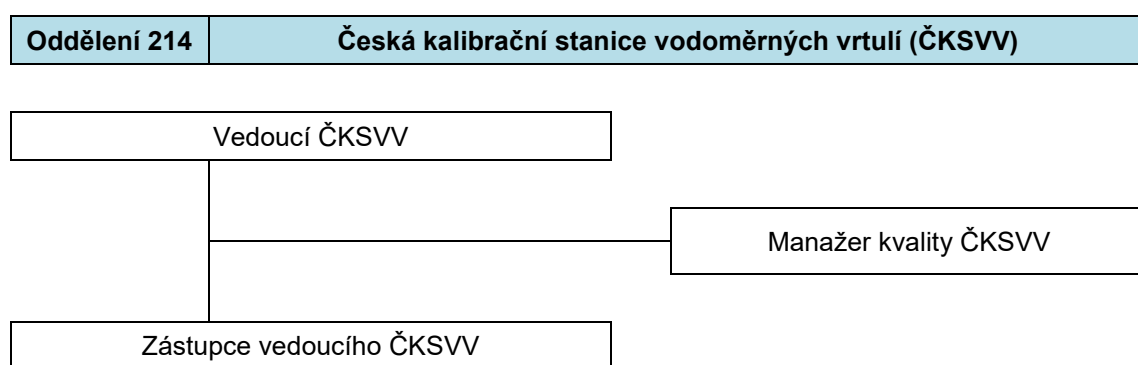 Oddělení 214 Česká kalibrační stanice vodoměrných vrtulí (ČKSVV)
Vedoucí ČKSVV
Manažer kvality ČKSVV
Zástupce vedoucího ČKSVV